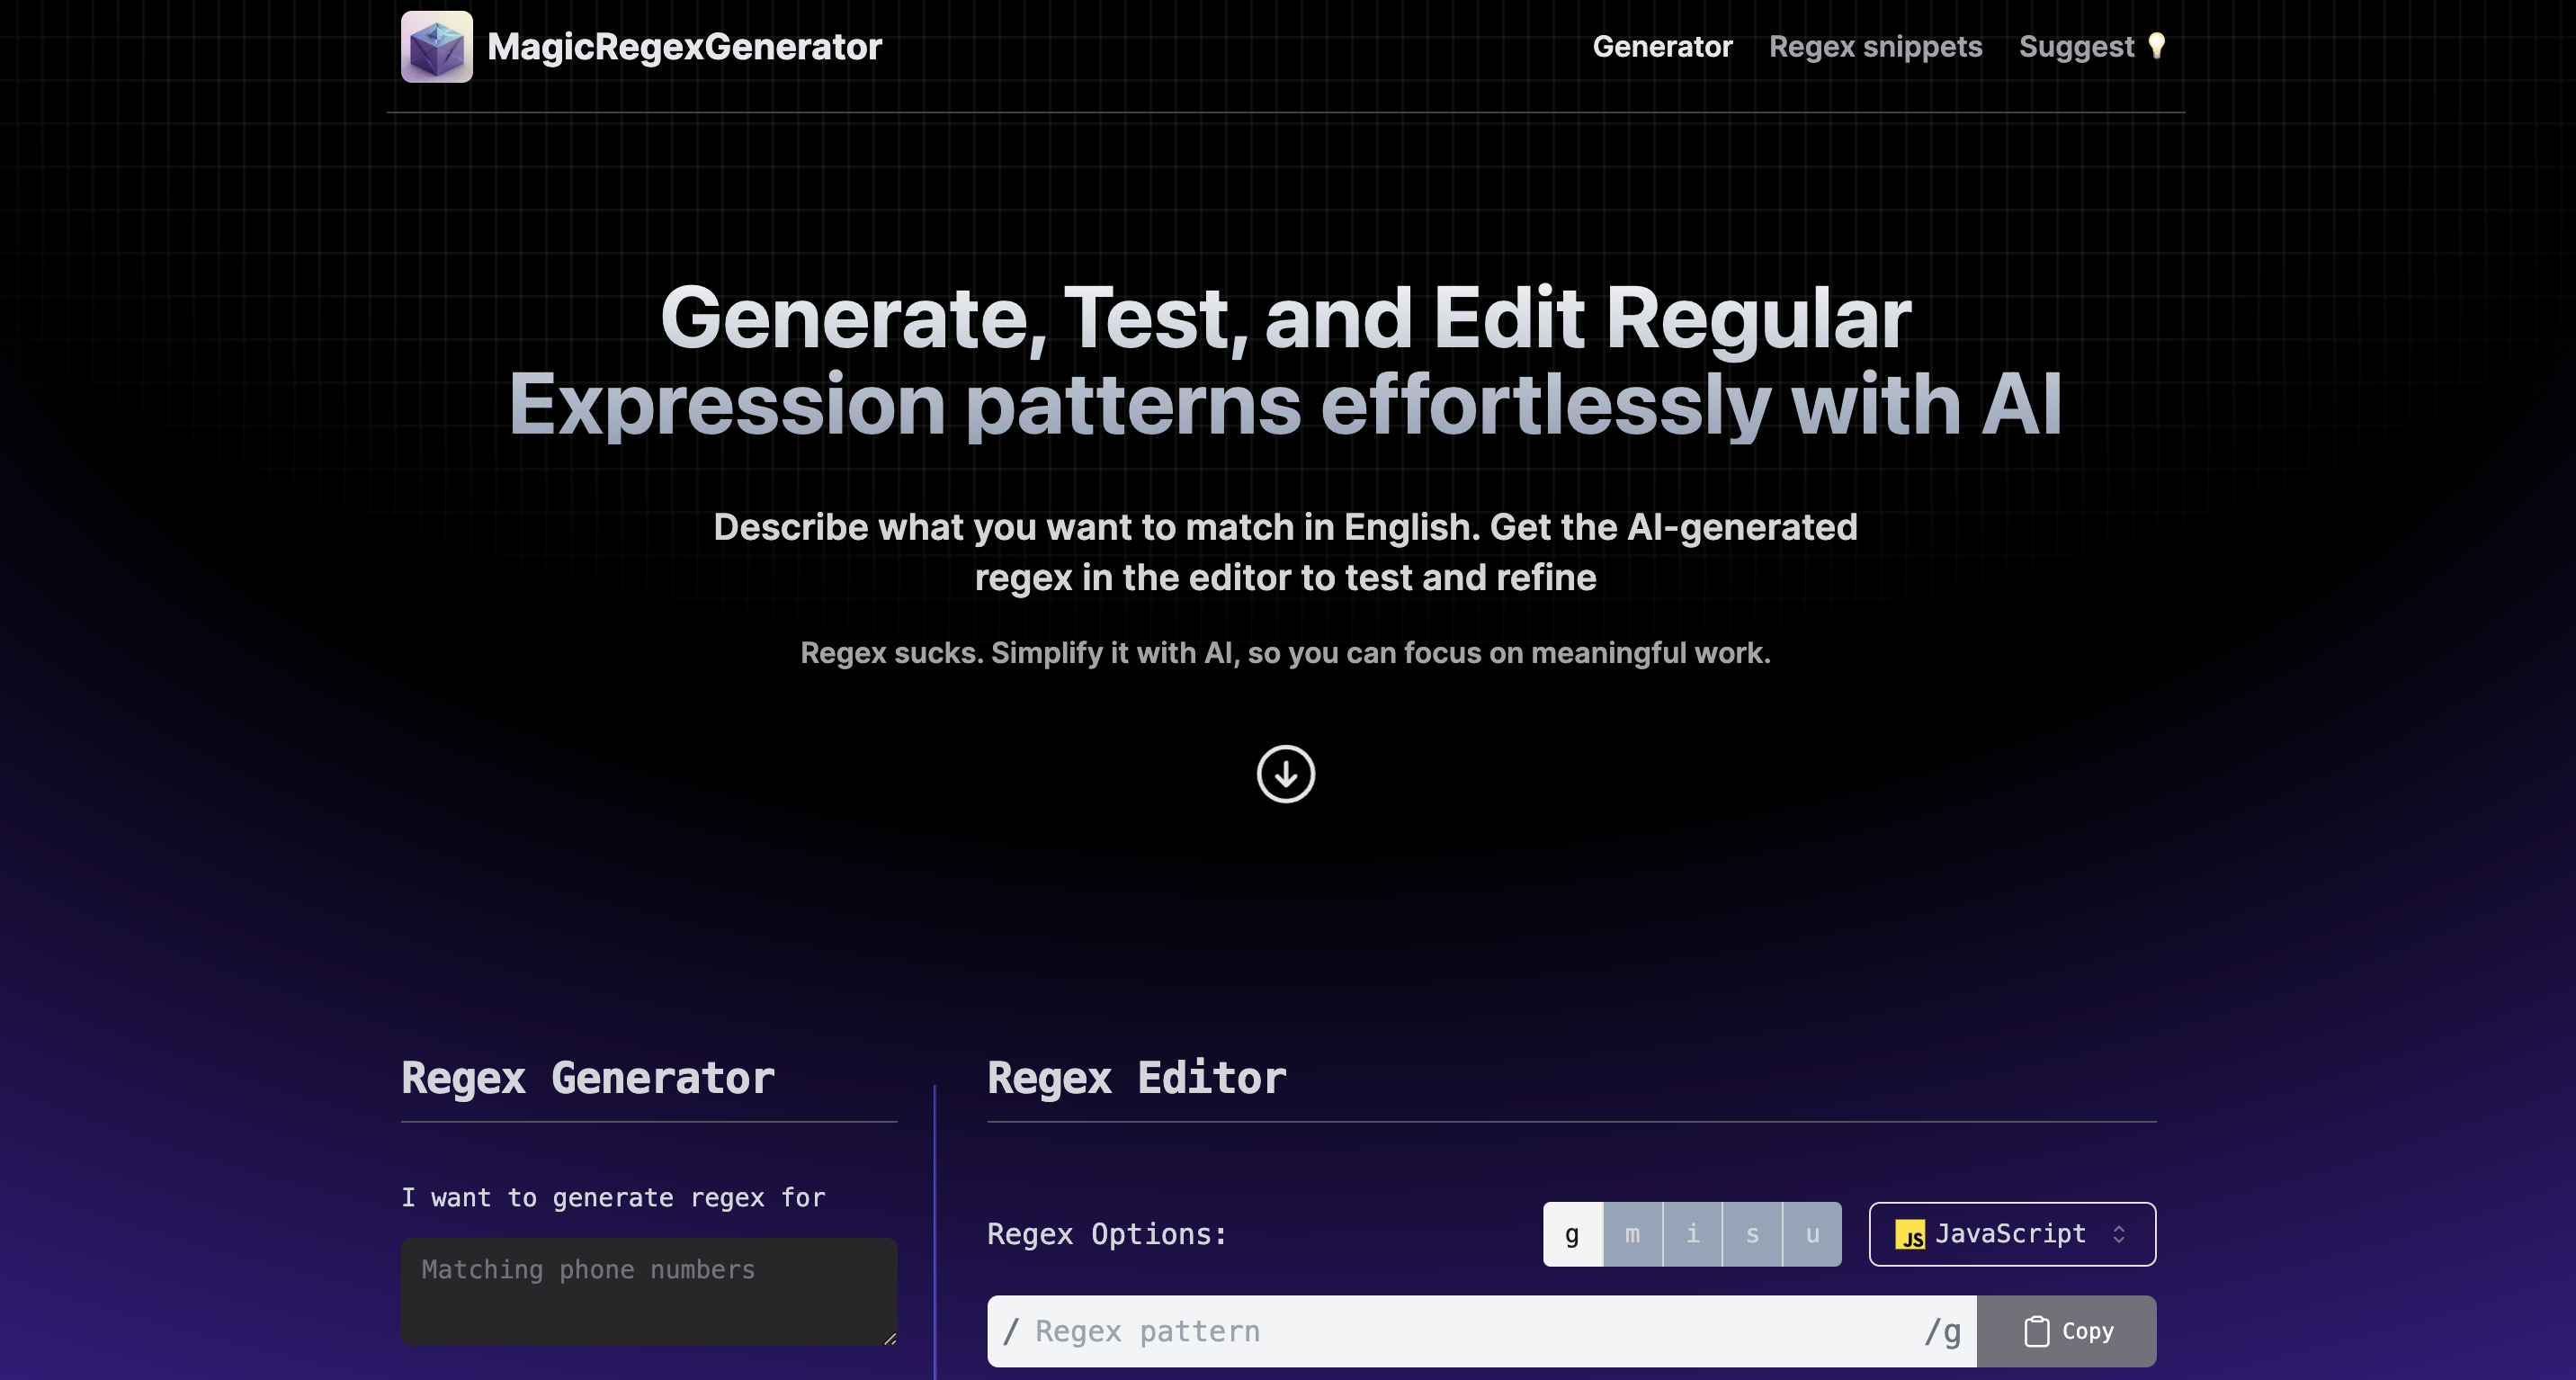 MagicRegexGenerator
Generator
Regex snippets
Suggest 💡
Generate, Test, and Edit Regular
Expression patterns effortlessly with AI
Describe what you want to match in English. Get the AI-generated
regex in the editor to test and refine
Regex sucks. Simplify it with AI, so you can focus on meaningful work.
Regex Generator
I want to generate regex for
Matching phone numbers
Regex Editor
Regex Options:
g m i s u
JS JavaScript
/ Regex pattern /g
Copy